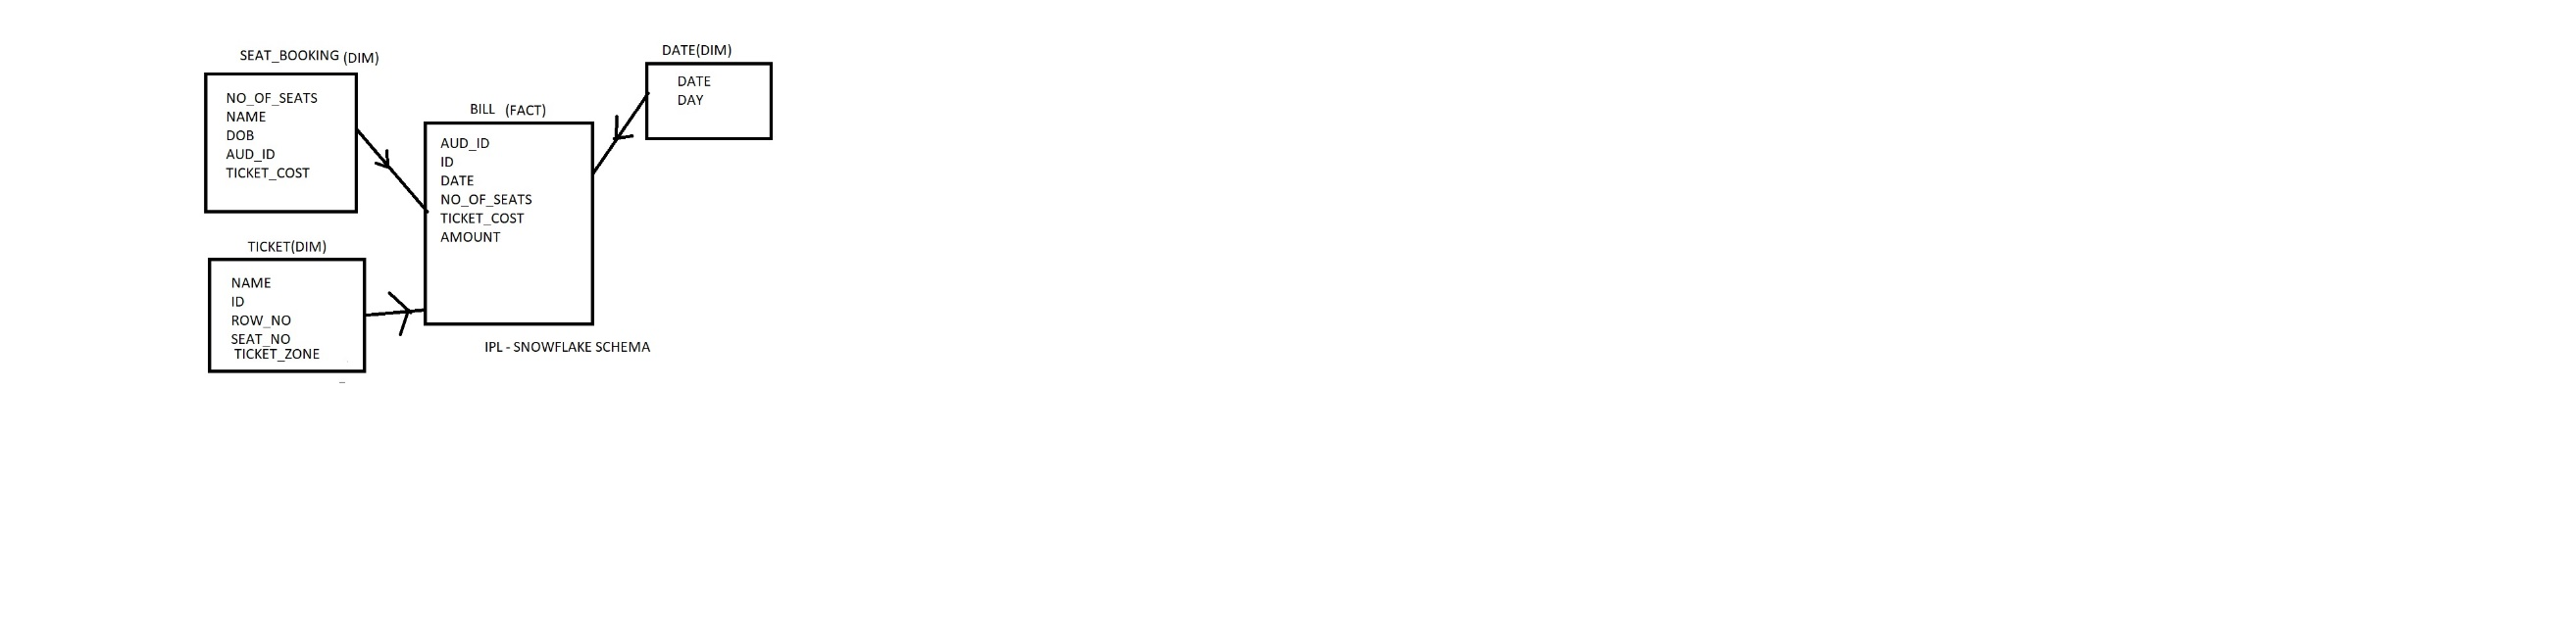 SEAT_BOOKING (DIM)
NO_OF_SEATS
NAME
DOB
AUD_ID
TICKET_COST
TICKET(DIM)
NAME
ID
ROW_NO
SEAT_NO
TICKET_ZONE
BILL (FACT)
AUD_ID
ID
DATE
NO_OF_SEATS
TICKET_COST
AMOUNT
DATE(DIM)
DATE
DAY
IPL - SNOWFLAKE SCHEMA